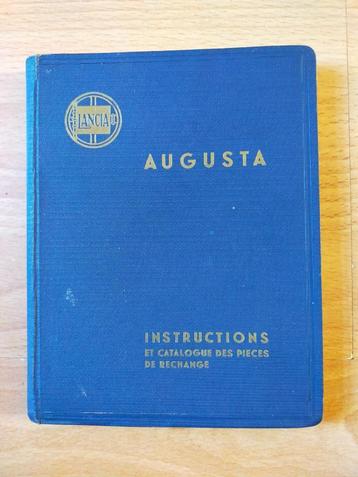 LANCIA
AUGUSTA
INSTRUCTIONS
ET CATALOGUE DES PIECES
DE RECHANGE